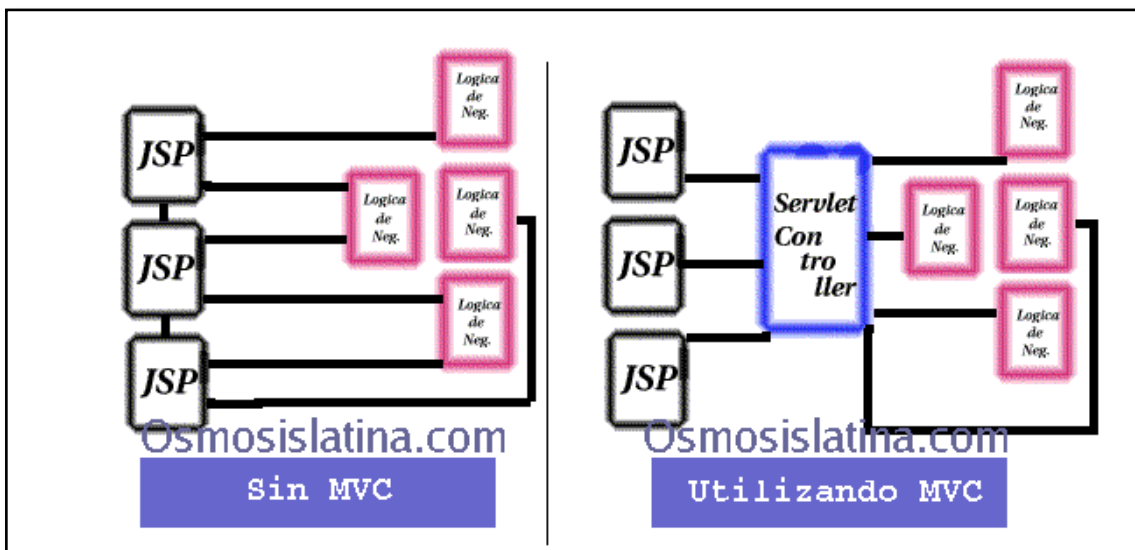 Logica
de
Neg.
JSP
Logica
de
Neg.
Logica
de
Neg.
JSP
Logica
de
Neg.
JSP
Osmosislatina.com
Sin MVC
Logica
de
Neg.
JSP
Servlet
Con
tro
ller
Logica
de
Neg.
Logica
de
Neg.
JSP
Logica
de
Neg.
JSP
Osmosislatina.com
Utilizando MVC